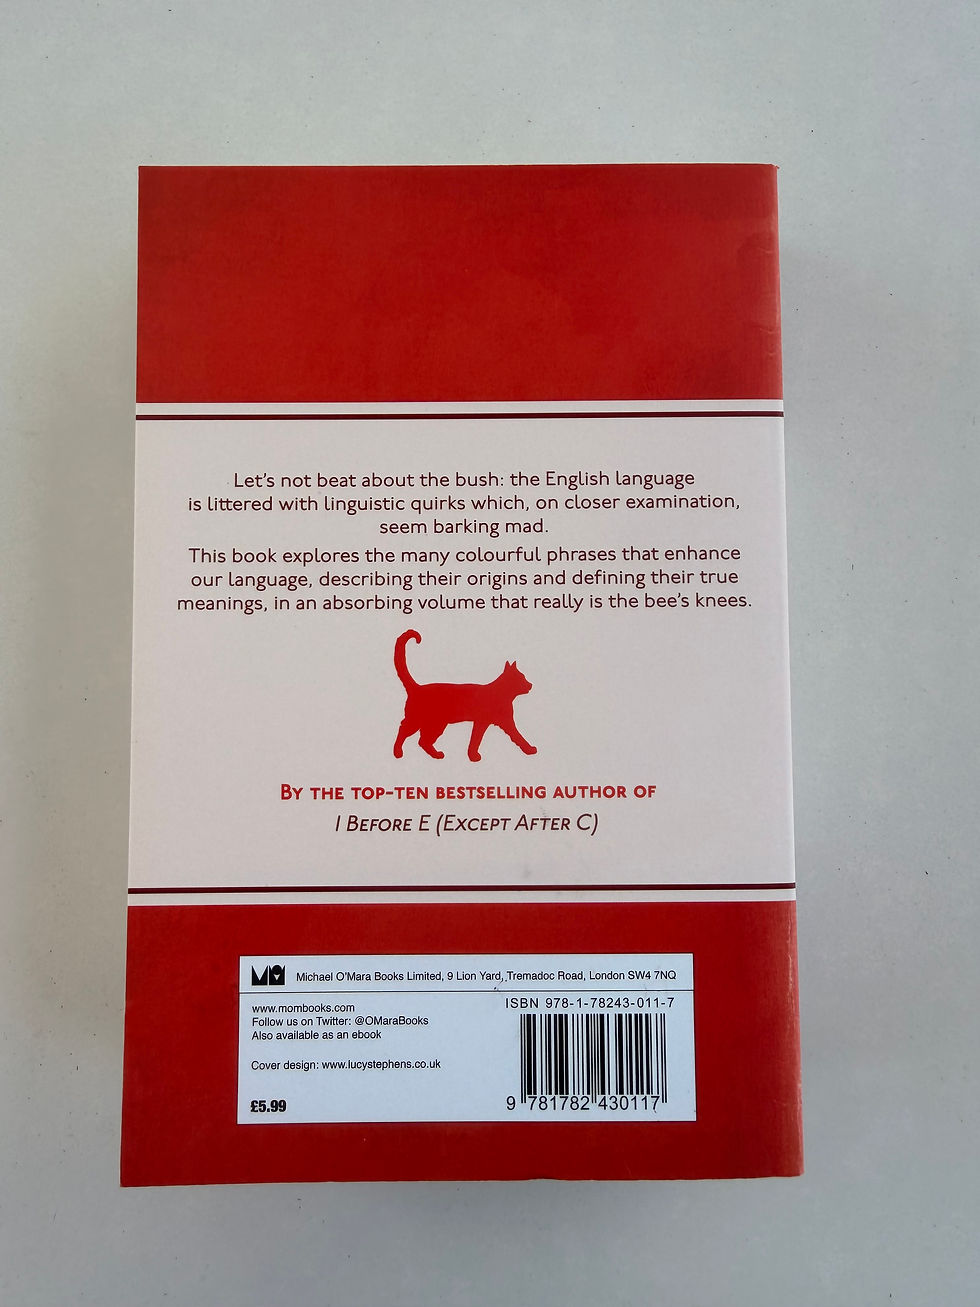 Let's not beat about the bush: the English language
is littered with linguistic quirks which, on closer examination,
seem barking mad.
This book explores the many colourful phrases that enhance
our language, describing their origins and defining their true
meanings, in an absorbing volume that really is the bee's knees.
BY THE TOP-TEN BESTSELLING AUTHOR OF
I BEFORE E (EXCEPT AFTER C)
Michael O'Mara Books Limited, 9 Lion Yard, Tremadoc Road, London SW4 7NQ
www.mombooks.com
Follow us on Twitter: @OMaraBooks
Also available as an ebook
Cover design: www.lucystephens.co.uk
£5.99
ISBN 978-1-78243-011-7
9 781782 430117